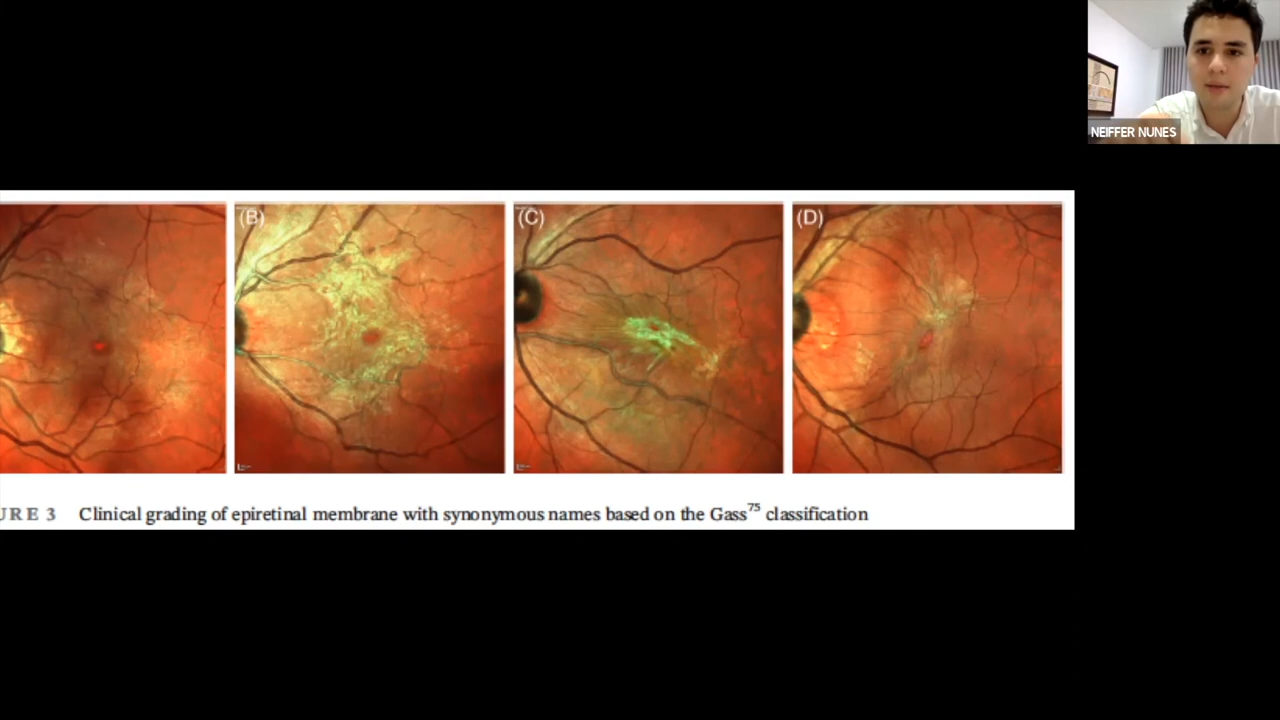 NEIFFER NUNES
(B)
(C)
(D)
URE 3 Clinical grading of epiretinal membrane with synonymous names based on the Gass75 classification